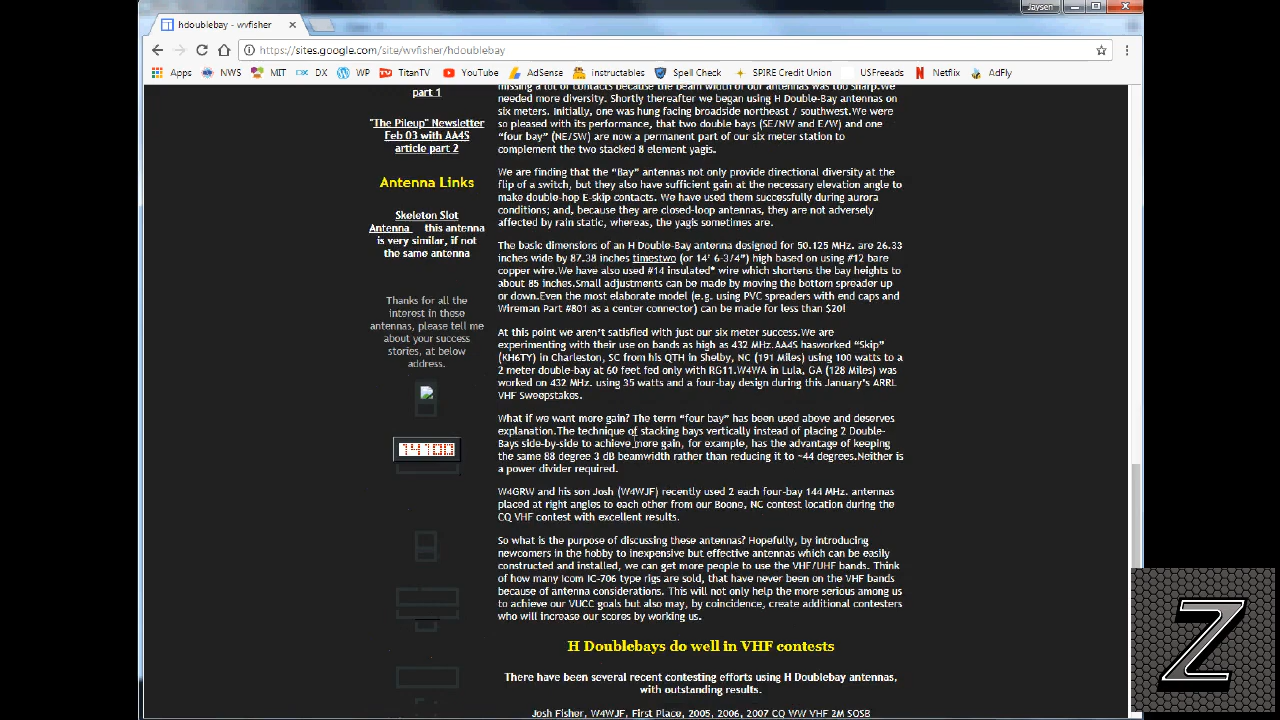 Jaysen
hdoublebay - wvfisher
https://sites.google.com/site/wvfisher/hdoublebay
Apps NWS MIT DX WP TitanTV YouTube AdSense instructables Spell Check SPIRE Credit Union USFreads Netflix AdFly
part 1
"The Pileup" Newsletter
Feb 03 with AA4S
article part 2
Antenna Links
Skeleton Slot
Antenna this antenna
is very similar, if not
the same antenna
Thanks for all the
interest in these
antennas, please tell me
about your success
stories, at below
address.
14700
missing a lot of contacts because the beam width of our antennas was too sharp.We
needed more diversity. Shortly thereafter we began using H Double-Bay antennas on
six meters. Initially, one was hung facing broadside northeast / southwest.We were
so pleased with its performance, that two double bays (SE/NW and E/W) and one
"four bay" (NE/SW) are now a permanent part of our six meter station to
complement the two stacked 8 element yagis.
We are finding that the "Bay" antennas not only provide directional diversity at the
flip of a switch, but they also have sufficient gain at the necessary elevation angle to
make double-hop E-skip contacts. We have used them successfully during aurora
conditions; and, because they are closed-loop antennas, they are not adversely
affected by rain static, whereas, the yagis sometimes are.
The basic dimensions of an H Double-Bay antenna designed for 50.125 MHz. are 26.33
inches wide by 87.38 inches timestwo (or 14' 6-3/4") high based on using #12 bare
copper wire.We have also used #14 insulated* wire which shortens the bay heights to
about 85 inches.Small adjustments can be made by moving the bottom spreader up
or down.Even the most elaborate model (e.g. using PVC spreaders with end caps and
Wireman Part #801 as a center connector) can be made for less than $20!
At this point we aren't satisfied with just our six meter success.We are
experimenting with their use on bands as high as 432 MHz.AA4S hasworked "Skip"
(KH6TY) in Charleston, SC from his QTH in Shelby, NC (191 Miles) using 100 watts to a
2 meter double-bay at 60 feet fed only with RG11.W4WA in Lula, GA (128 Miles) was
worked on 432 MHz. using 35 watts and a four-bay design during this January's ARRL
VHF Sweepstakes.
What if we want more gain? The term "four bay" has been used above and deserves
explanation.The technique of stacking bays vertically instead of placing 2 Double-
Bays side-by-side to achieve more gain, for example, has the advantage of keeping
the same 88 degree 3 dB beamwidth rather than reducing it to ~44 degrees.Neither is
a power divider required.
W4GRW and his son Josh (W4WJF) recently used 2 each four-bay 144 MHz. antennas
placed at right angles to each other from our Boone, NC contest location during the
CQ VHF contest with excellent results.
So what is the purpose of discussing these antennas? Hopefully, by introducing
newcomers in the hobby to inexpensive but effective antennas which can be easily
constructed and installed, we can get more people to use the VHF/UHF bands. Think
of how many Icom IC-706 type rigs are sold, that have never been on the VHF bands
because of antenna considerations. This will not only help the more serious among us
to achieve our VUCC goals but also may, by coincidence, create additional contesters
who will increase our scores by working us.
H Doublebays do well in VHF contests
There have been several recent contesting efforts using H Doublebay antennas,
with outstanding results.
Josh Fisher, W4WJF, First Place, 2005, 2006, 2007 CQ WW VHF 2M SOSB
Z